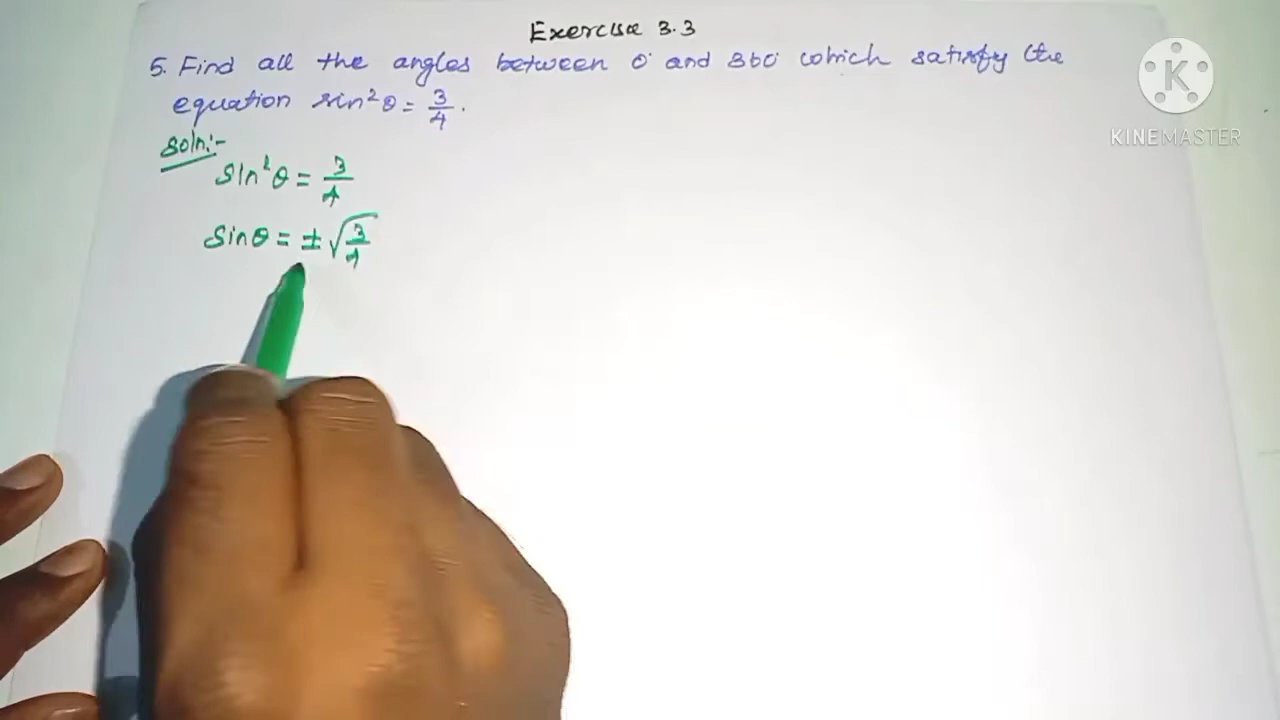 Exercise 3.3
5. Find all the angles between 0° and 360° which satisfy the
equation sin²θ = 3/4.
Soln:-
sin²θ = 3/4
sinθ = ± √3/4
K
KINEMASTER